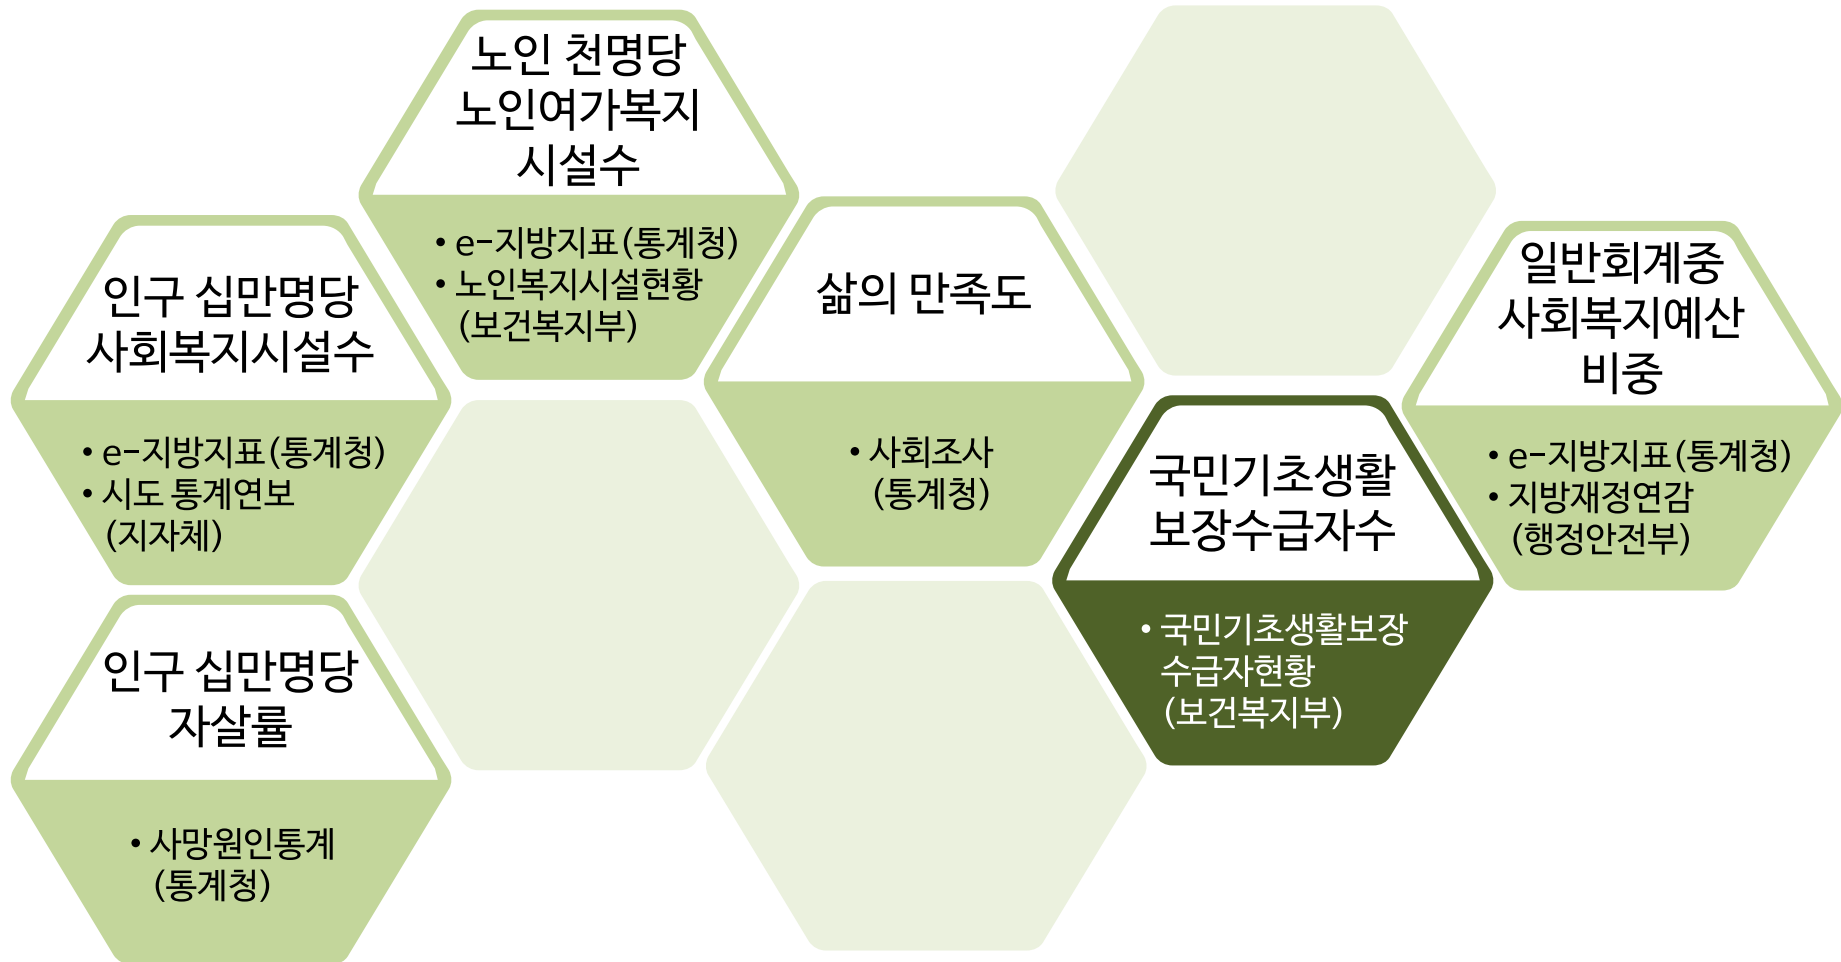 노인 천명당
노인여가복지
시설수
• e-지방지표(통계청)
• 노인복지시설현황
(보건복지부)
인구 십만명당
사회복지시설수
• e-지방지표(통계청)
• 시도 통계연보
(지자체)
삶의 만족도
• 사회조사
(통계청)
일반회계중
사회복지예산
비중
• e-지방지표(통계청)
• 지방재정연감
(행정안전부)
국민기초생활
보장수급자수
• 국민기초생활보장
수급자현황
(보건복지부)
인구 십만명당
자살률
• 사망원인통계
(통계청)